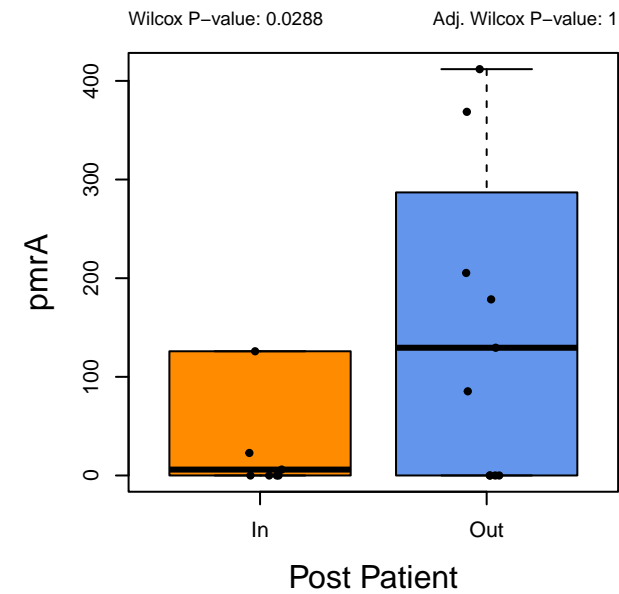 Wilcox P−value: 0.0288 Adj. Wilcox P−value: 1
400
300
200
100
0
pmrA
In Out
Post Patient